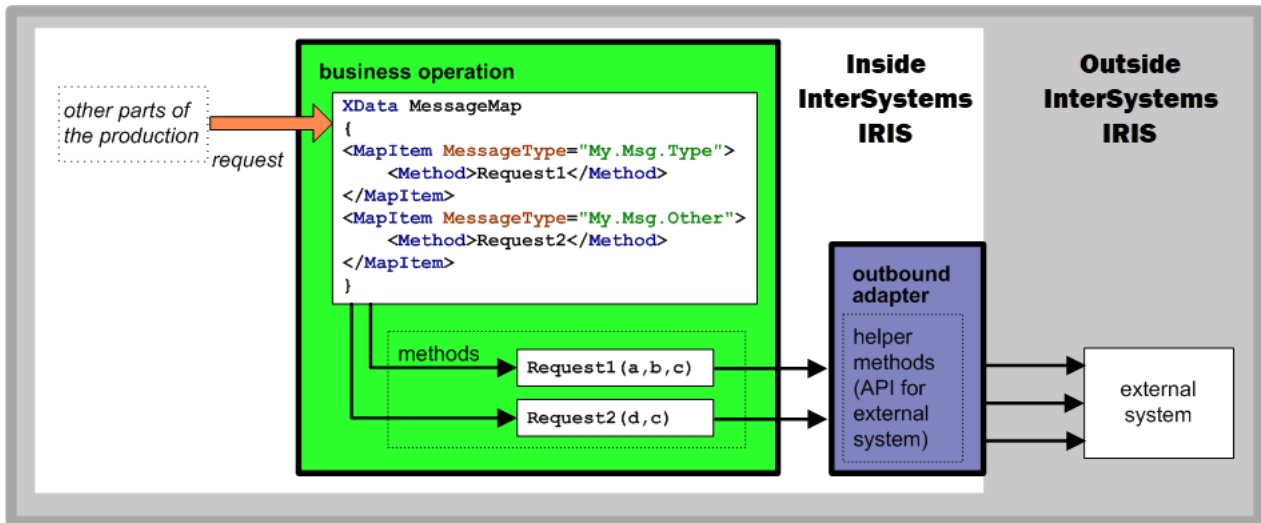 other parts of
the production
request
business operation
XData MessageMap
{
<MapItem MessageType="My.Msg.Type">
    <Method>Request1</Method>
</MapItem>
<MapItem MessageType="My.Msg.Other">
    <Method>Request2</Method>
</MapItem>
}
methods
Request1(a,b,c)
Request2(d,c)
Inside
InterSystems
IRIS
outbound
adapter
helper
methods
(API for
external
system)
Outside
InterSystems
IRIS
external
system